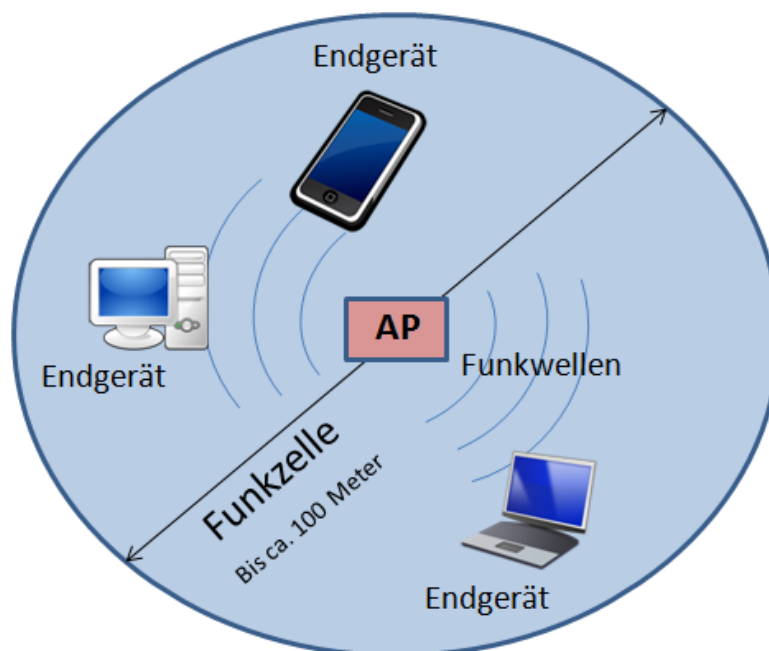 Endgerät
AP
Endgerät
Funkwellen
Funkzelle
Bis ca. 100 Meter
Endgerät